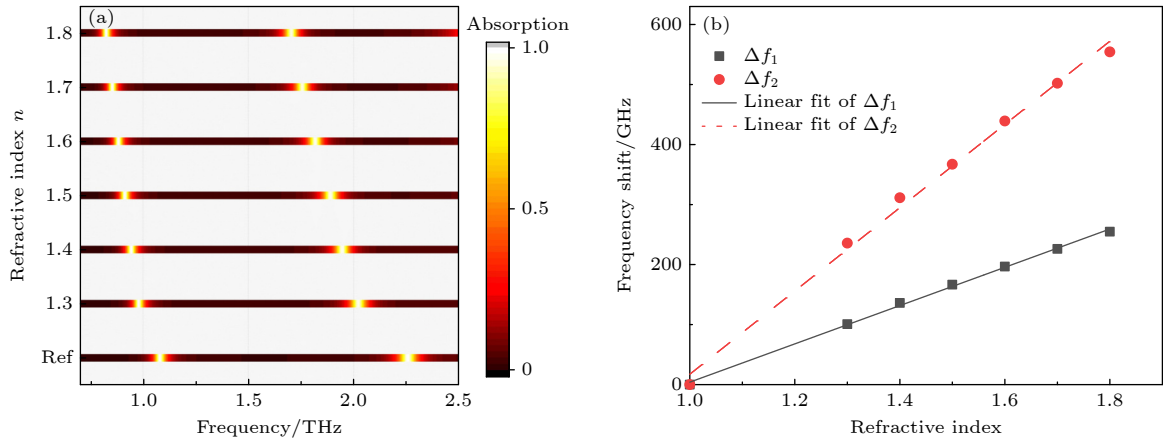 (a)
Absorption
Refractive index n
1.8
1.7
1.6
1.5
1.4
1.3
Ref
1.0
1.5
2.0
2.5
Frequency/THz
1.0
0.5
0
(b)
Δf1
Δf2
Linear fit of Δf1
Linear fit of Δf2
Frequency shift/GHz
600
400
200
0
1.0
1.2
1.4
1.6
1.8
Refractive index